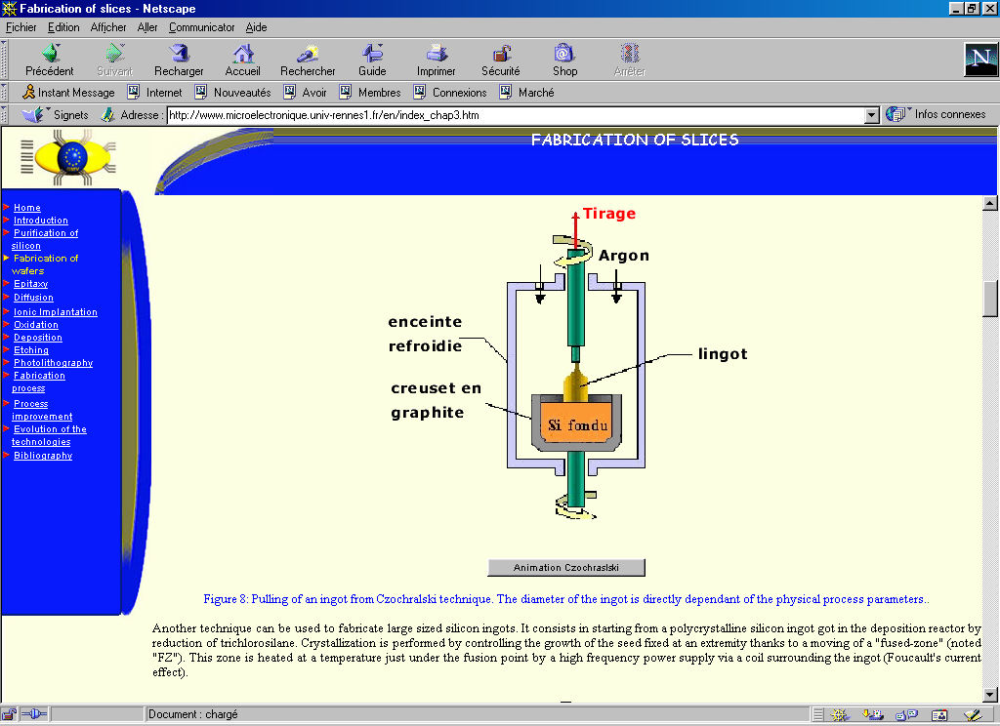 Fabrication of slices - Netscape
Fichier Edition Afficher Aller Communicator Aide
Précédent Suivant Recharger Accueil Rechercher Guide Imprimer Sécurité Shop Arrêter
N
Instant Message Internet Nouveautés Avoir Membres Connexions Marché
Signets Adresse : http://www.microelectronique.univ-rennes1.fr/en/index_chap3.htm Infos connexes
FABRICATION OF SLICES
Home
Introduction
Purification of
silicon
Fabrication of
wafers
Epitaxy
Diffusion
Ionic Implantation
Oxidation
Deposition
Etching
Photolithography
Fabrication
process
Process
improvement
Evolution of the
technologies
Bibliography
Tirage
Argon
enceinte
refroidie
lingot
creuset en
graphite
Si fondu
Animation Czochraslski
Figure 8: Pulling of an ingot from Czochralski technique. The diameter of the ingot is directly dependant of the physical process parameters..
Another technique can be used to fabricate large sized silicon ingots. It consists in starting from a polycrystalline silicon ingot got in the deposition reactor by
reduction of trichlorosilane. Crystallization is performed by controlling the growth of the seed fixed at an extremity thanks to a moving of a "fused-zone" (noted
"FZ"). This zone is heated at a temperature just under the fusion point by a high frequency power supply via a coil surrounding the ingot (Foucault's current
effect).
Document : chargé